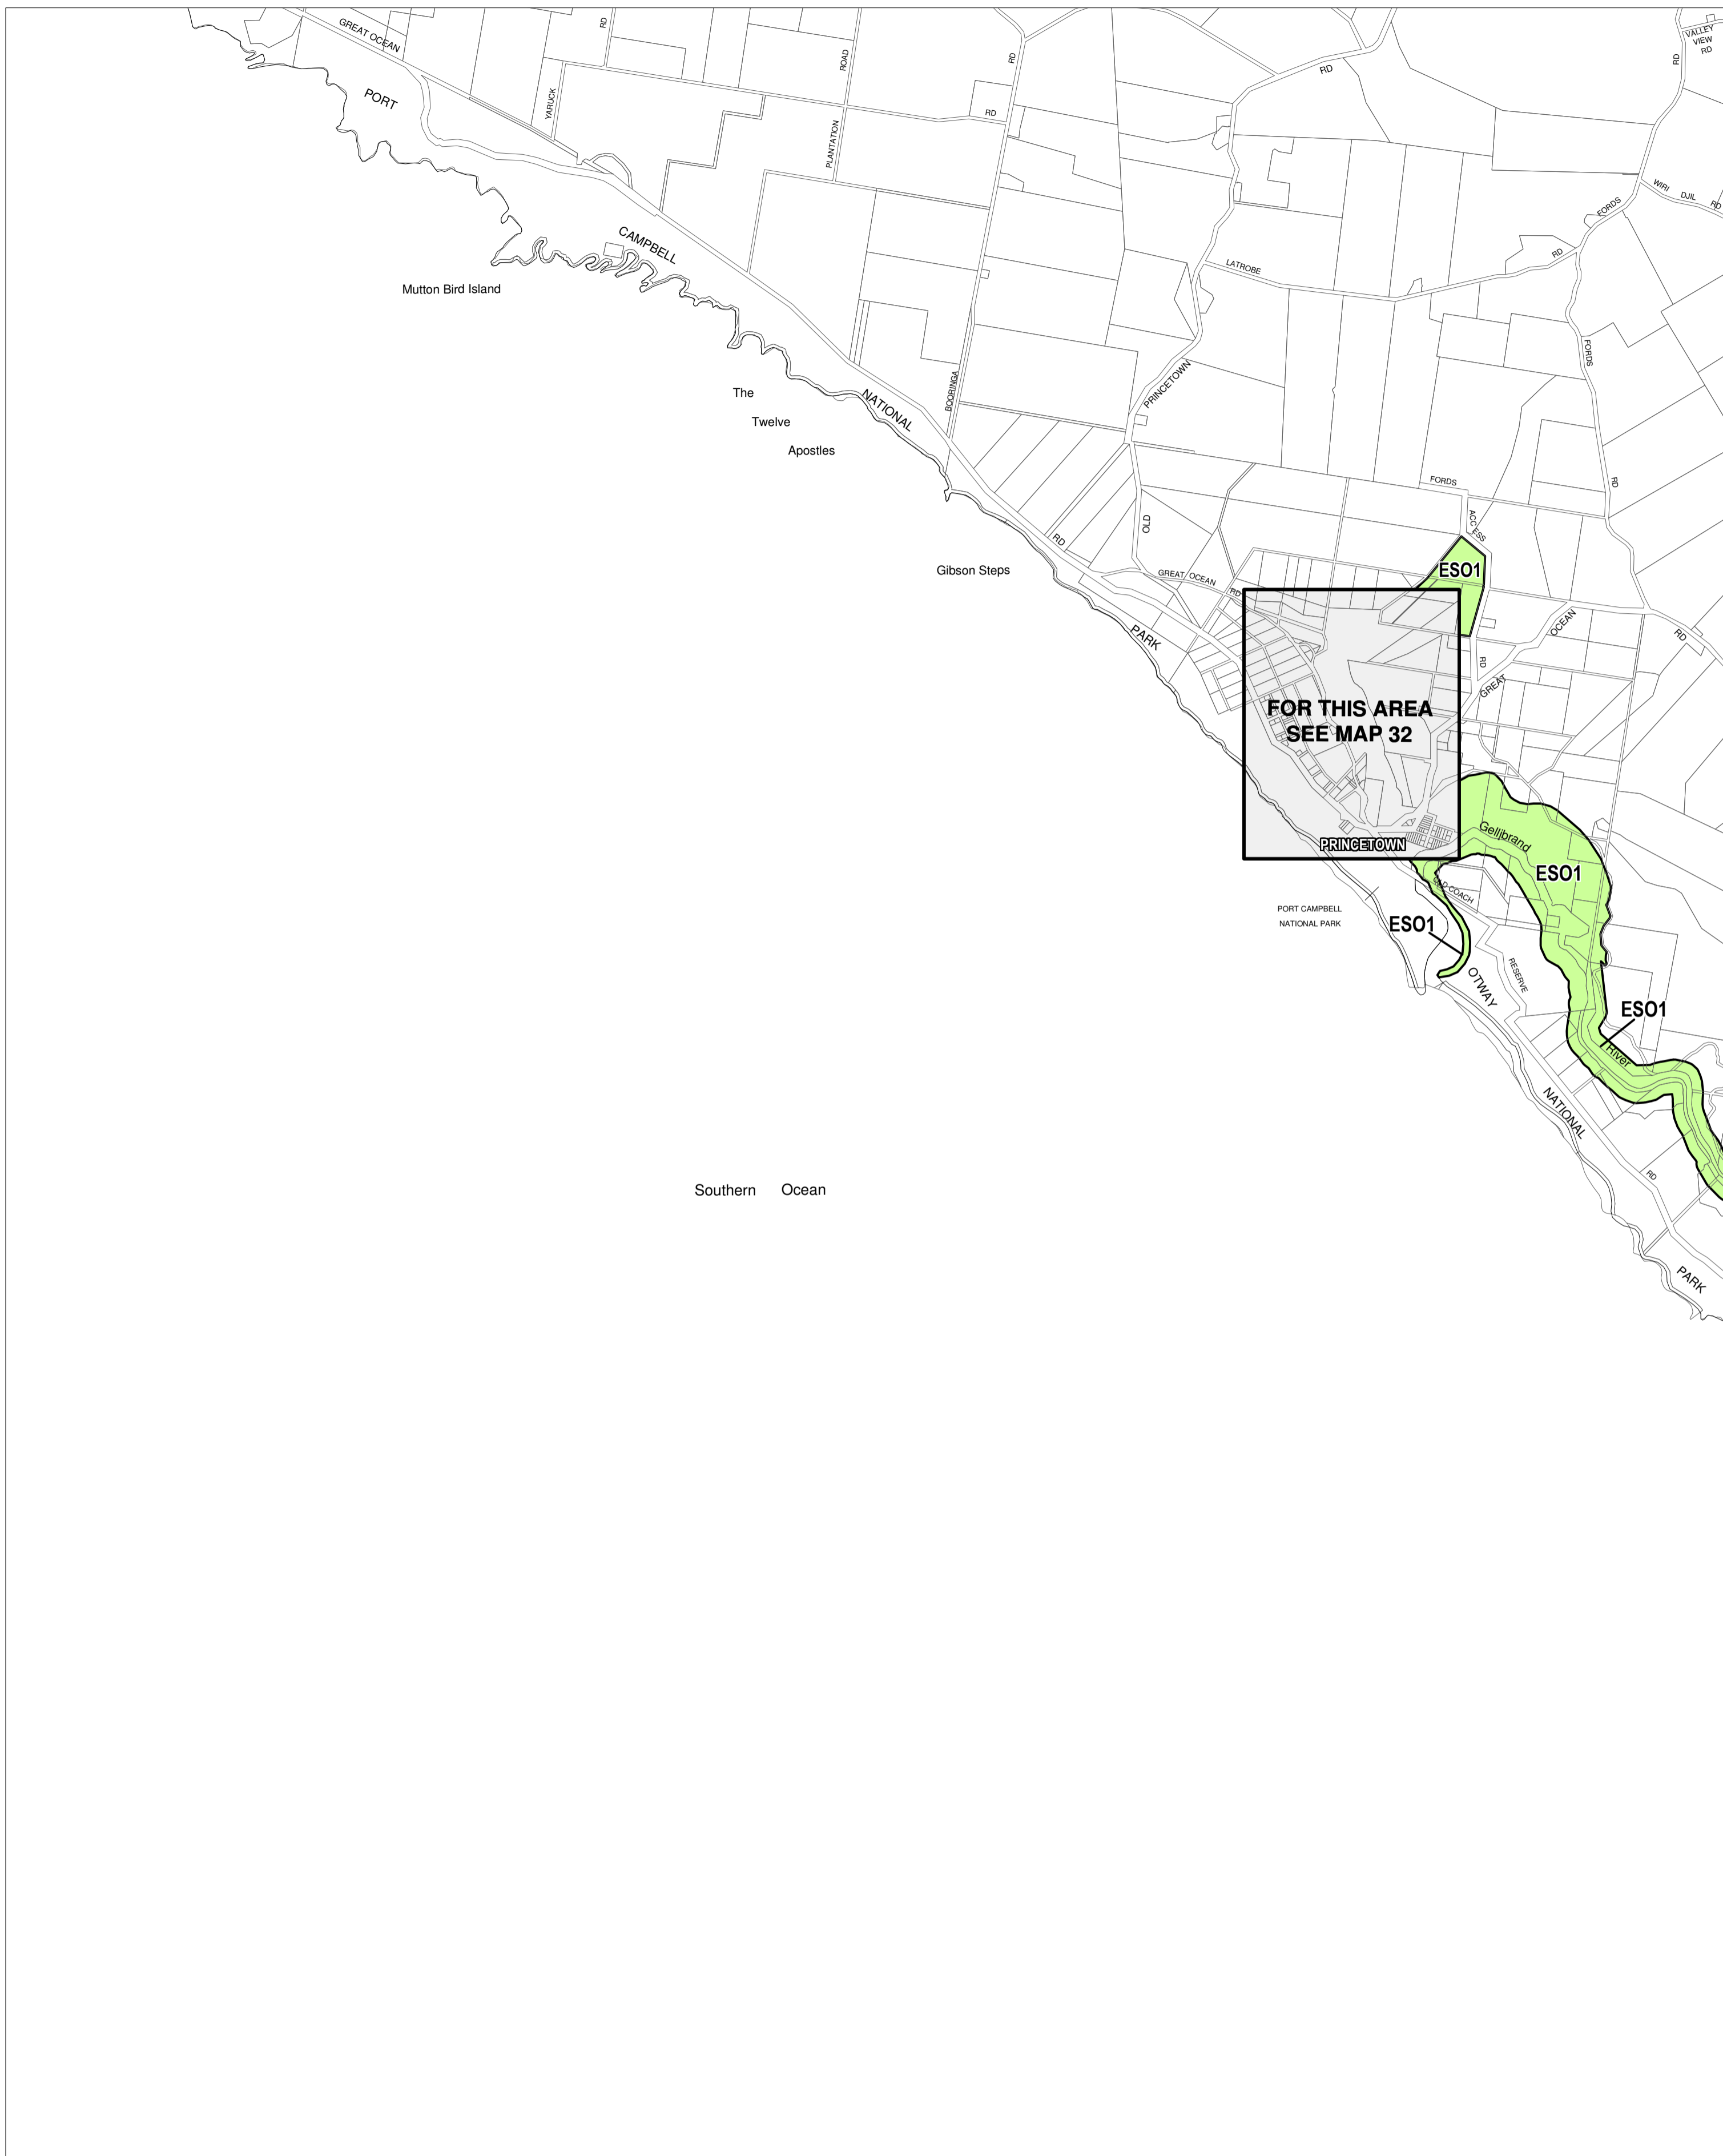 GREAT OCEAN
RD
ROAD
RD
RD
RD
VALLEY
VIEW
RD
PORT
YARUCK
PLANTATION
RD
WIRI DJIL RD
FORDS
CAMPBELL
LATROBE
RD
Mutton Bird Island
FORDS
The
Twelve
Apostles
NATIONAL
BOORINGA
PRINCETOWN
FORDS
RD
ACCESS
OLD
RD
Gibson Steps
GREAT OCEAN
RD
ESO1
PARK
OCEAN
RD
RD
GREAT
FOR THIS AREA
SEE MAP 32
PRINCETOWN
Gellibrand
ESO1
OLD COACH
PORT CAMPBELL
NATIONAL PARK
ESO1
RESERVE
OTWAY
ESO1
River
NATIONAL
RD
Southern Ocean
PARK